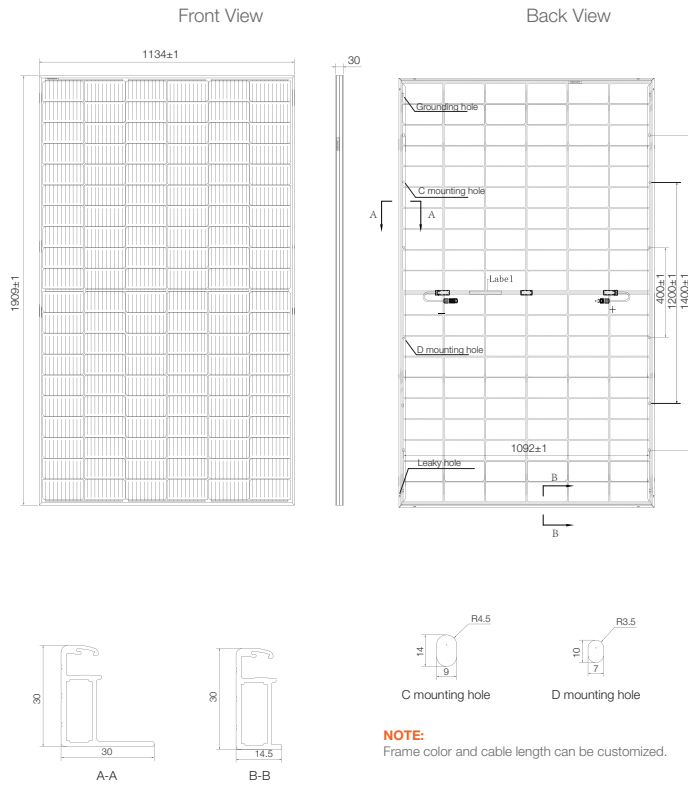 Front View
Back View
1134±1
30
1909±1
Grounding hole
C mounting hole
A
A
Label
−
+
400±1
1200±1
1400±1
D mounting hole
1092±1
Leaky hole
B
B
30
30
A-A
30
14.5
B-B
R4.5
14
9
C mounting hole
R3.5
10
7
D mounting hole
NOTE:
Frame color and cable length can be customized.